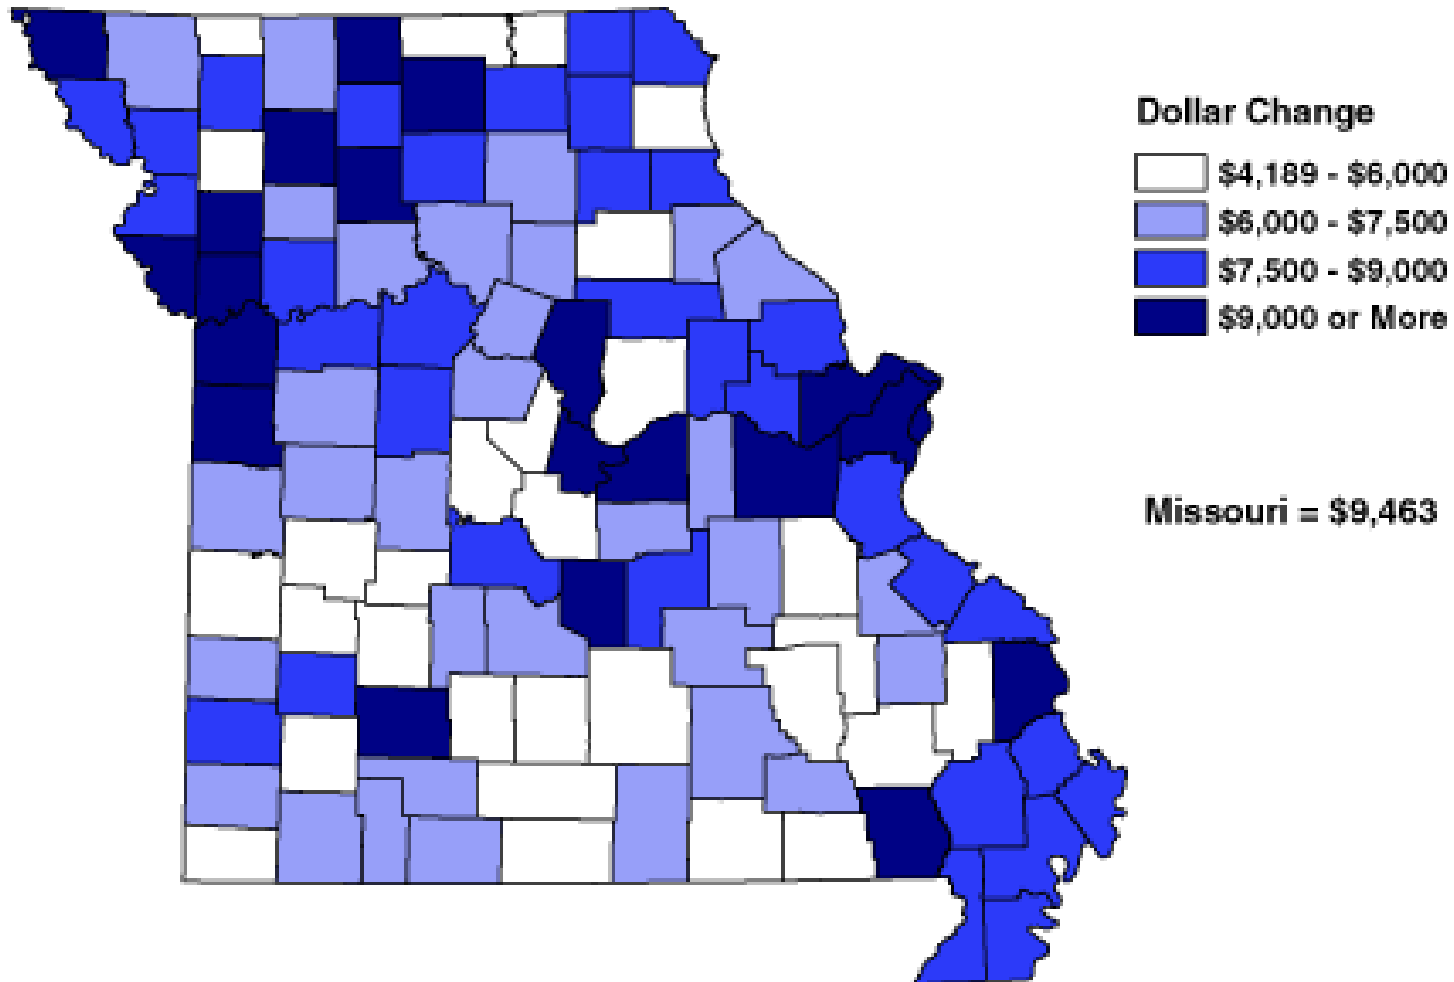 Dollar Change
$4,189 - $6,000
$6,000 - $7,500
$7,500 - $9,000
$9,000 or More
Missouri = $9,463